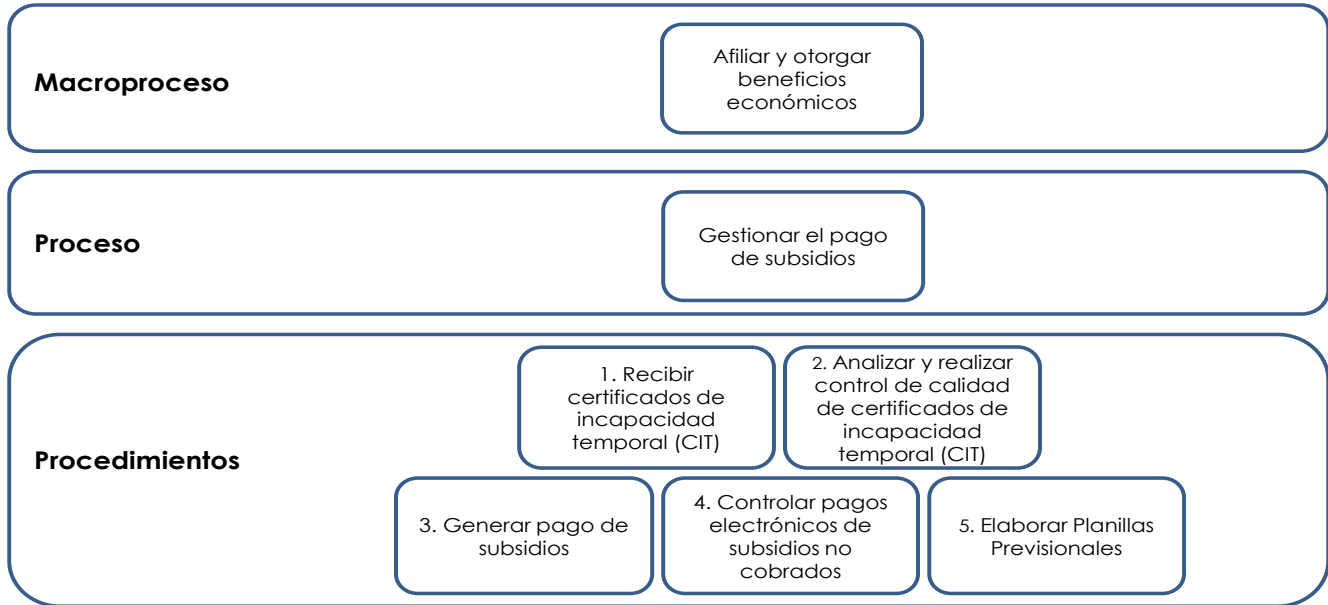 Macroproceso
Afiliar y otorgar
beneficios
económicos
Proceso
Gestionar el pago
de subsidios
Procedimientos
1. Recibir
certificados de
incapacidad
temporal (CIT)
2. Analizar y realizar
control de calidad
de certificados de
incapacidad
temporal (CIT)
3. Generar pago de
subsidios
4. Controlar pagos
electrónicos de
subsidios no
cobrados
5. Elaborar Planillas
Previsionales